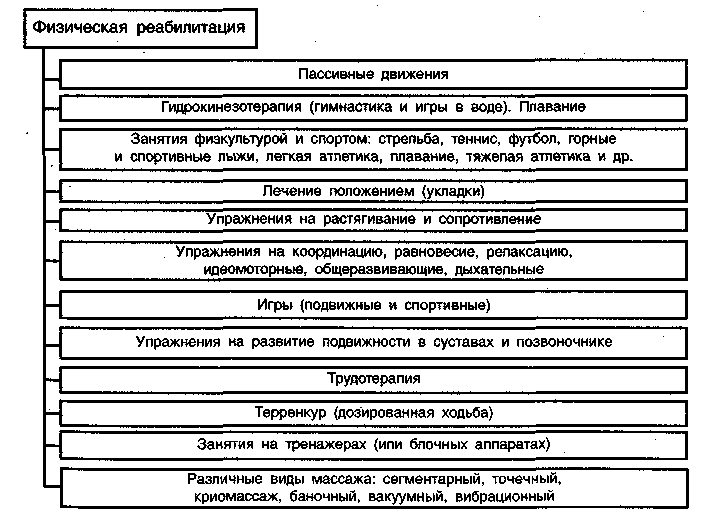 Физическая реабилитация
Пассивные движения
Гидрокинезотерапия (гимнастика и игры в воде). Плавание
Занятия физкультурой и спортом: стрельба, теннис, футбол, горные
и спортивные лыжи, легкая атлетика, плавание, тяжелая атлетика и др.
Лечение положением (укладки)
Упражнения на растягивание и сопротивление
Упражнения на координацию, равновесие, релаксацию,
идеомоторные, общеразвивающие, дыхательные
Игры (подвижные и спортивные)
Упражнения на развитие подвижности в суставах и позвоночнике
Трудотерапия
Терренкур (дозированная ходьба)
Занятия на тренажерах (или блочных аппаратах)
Различные виды массажа: сегментарный, точечный,
криомассаж, баночный, вакуумный, вибрационный